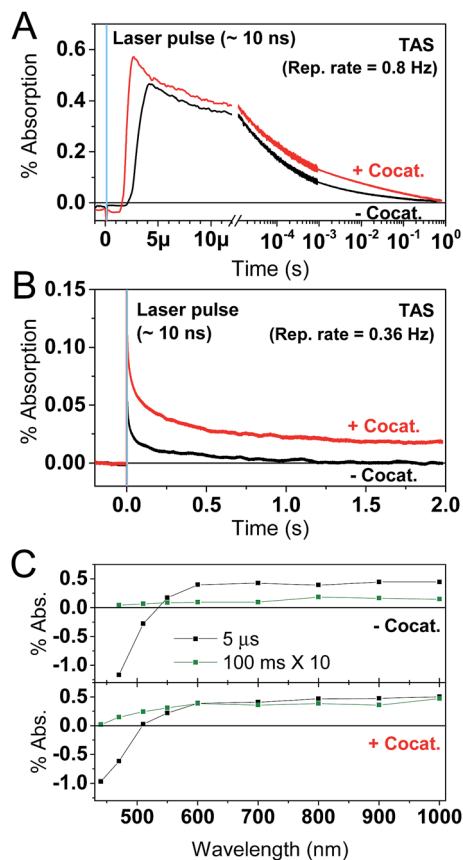 A
Laser pulse (~ 10 ns)
TAS
(Rep. rate = 0.8 Hz)
% Absorption
0.6
0.4
0.2
0.0
+ Cocat.
- Cocat.
0 5μ 10μ 10⁻⁴ 10⁻³ 10⁻² 10⁻¹ 10⁰
Time (s)
B
Laser pulse
(~ 10 ns)
TAS
(Rep. rate = 0.36 Hz)
% Absorption
0.15
0.10
0.05
0.00
+ Cocat.
- Cocat.
0.0 0.5 1.0 1.5 2.0
Time (s)
C
% Abs.
0.5
0.0
-0.5
-1.0
- Cocat.
5 μs
100 ms X 10
% Abs.
0.5
0.0
-0.5
-1.0
+ Cocat.
500 600 700 800 900 1000
Wavelength (nm)